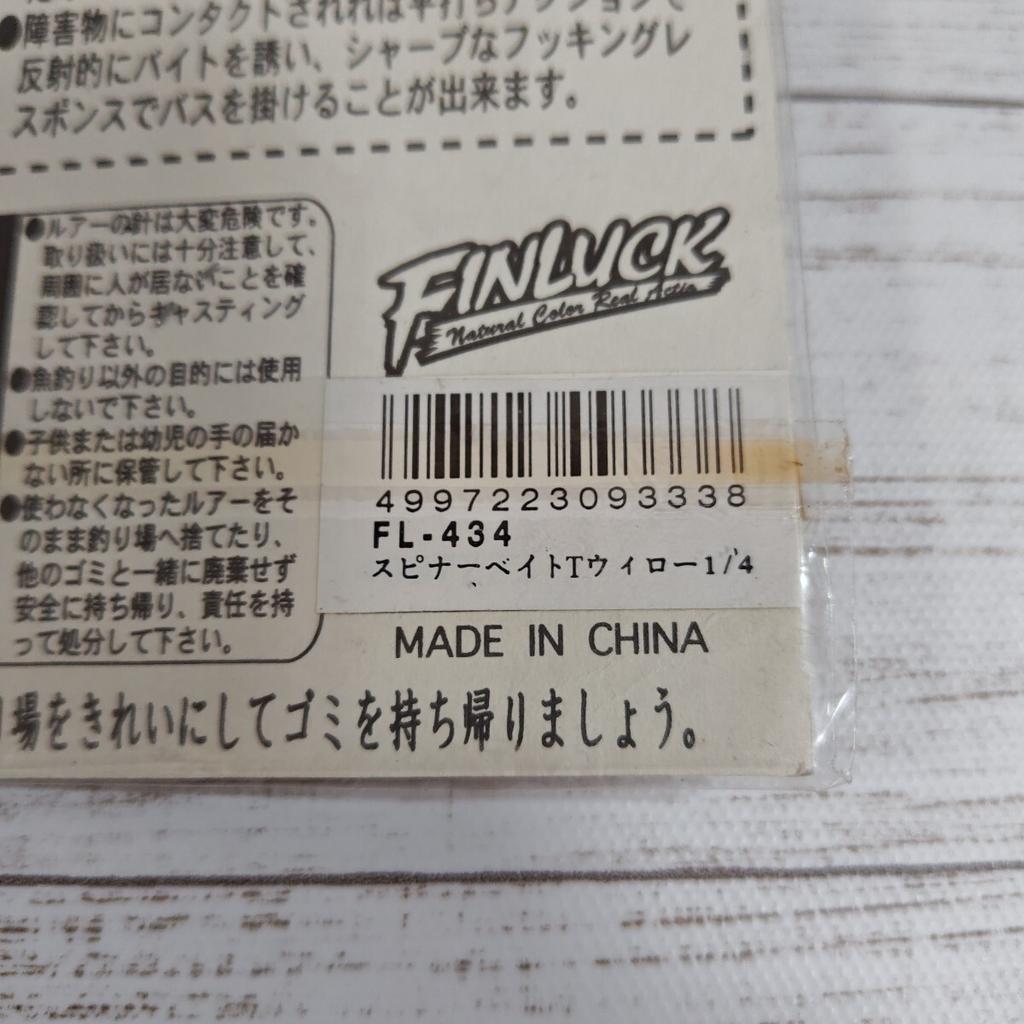 ●障害物にコンタクトされれば平打ちアクションで
反射的にバイトを誘い、シャープなフッキングレ
スポンスでバスを掛けることが出来ます。
●ルアーの針は大変危険です。
取り扱いには十分注意して、
周囲に人が居ないことを確
認してからキャスティング
して下さい。
●魚釣り以外の目的には使用
しないで下さい。
●子供または幼児の手の届か
ない所に保管して下さい。
●使わなくなったルアーをそ
のまま釣り場へ捨てたり、
他のゴミと一緒に廃棄せず
安全に持ち帰り、責任を持
って処分して下さい。
FINLUCK
Natural Color Real Action
4997223093338
FL-434
スピナーベイトTウィロー1/4
MADE IN CHINA
場をきれいにしてゴミを持ち帰りましょう。